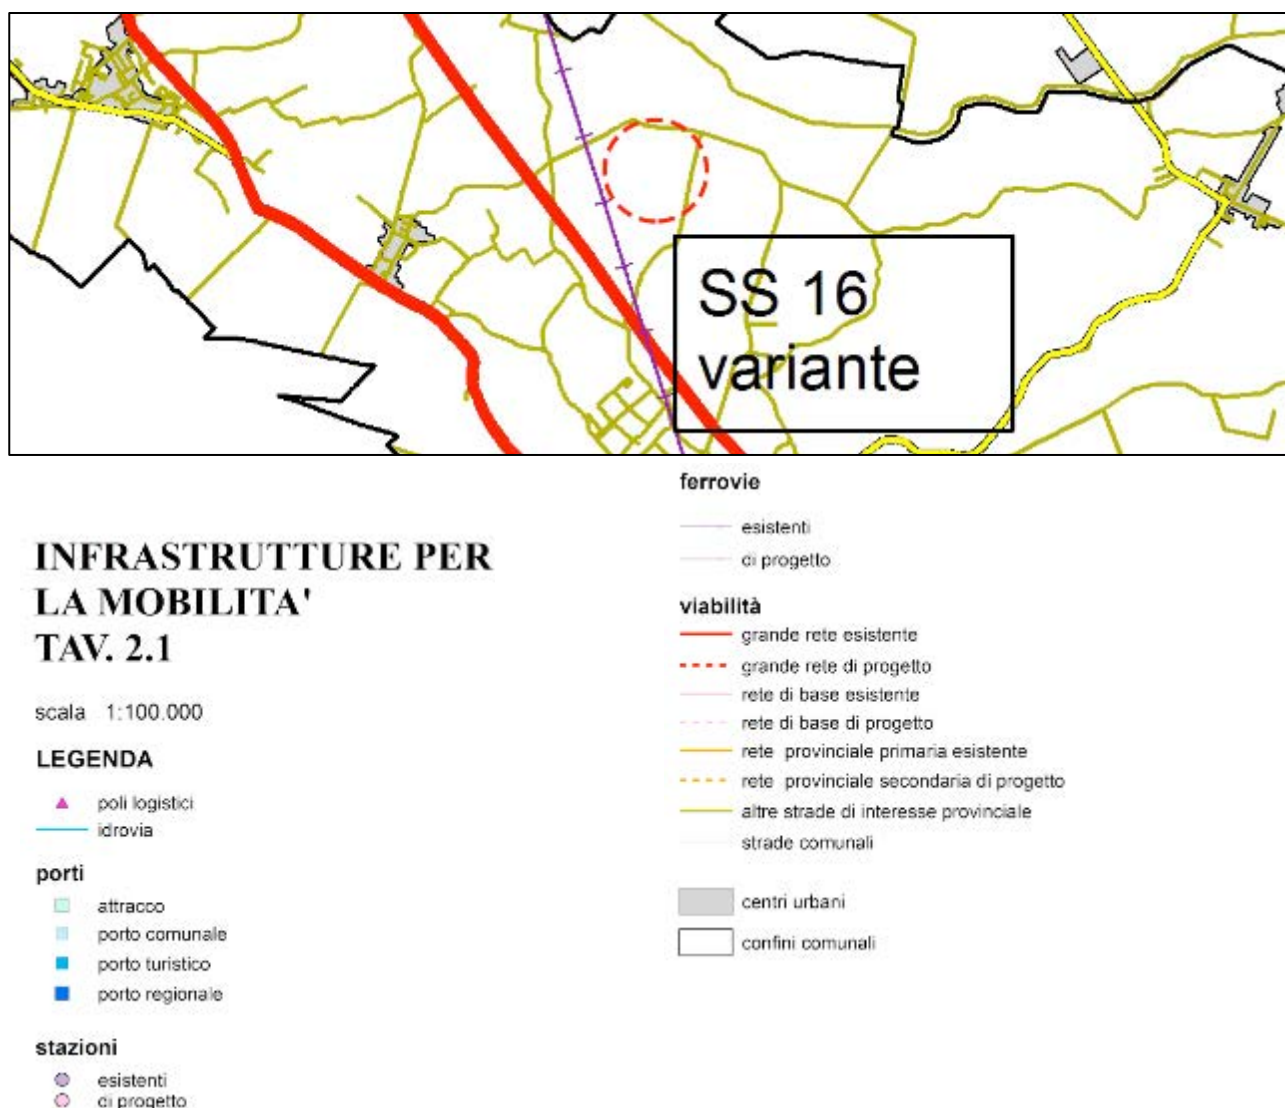 SS 16
variante
INFRASTRUTTURE PER
LA MOBILITA'
TAV. 2.1
scala 1:100.000
LEGENDA
poli logistici
idrovia
porti
attracco
porto comunale
porto turistico
porto regionale
stazioni
esistenti
di progetto
ferrovie
esistenti
di progetto
viabilità
grande rete esistente
grande rete di progetto
rete di base esistente
rete di base di progetto
rete provinciale primaria esistente
rete provinciale secondaria di progetto
altre strade di interesse provinciale
strade comunali
centri urbani
confini comunali